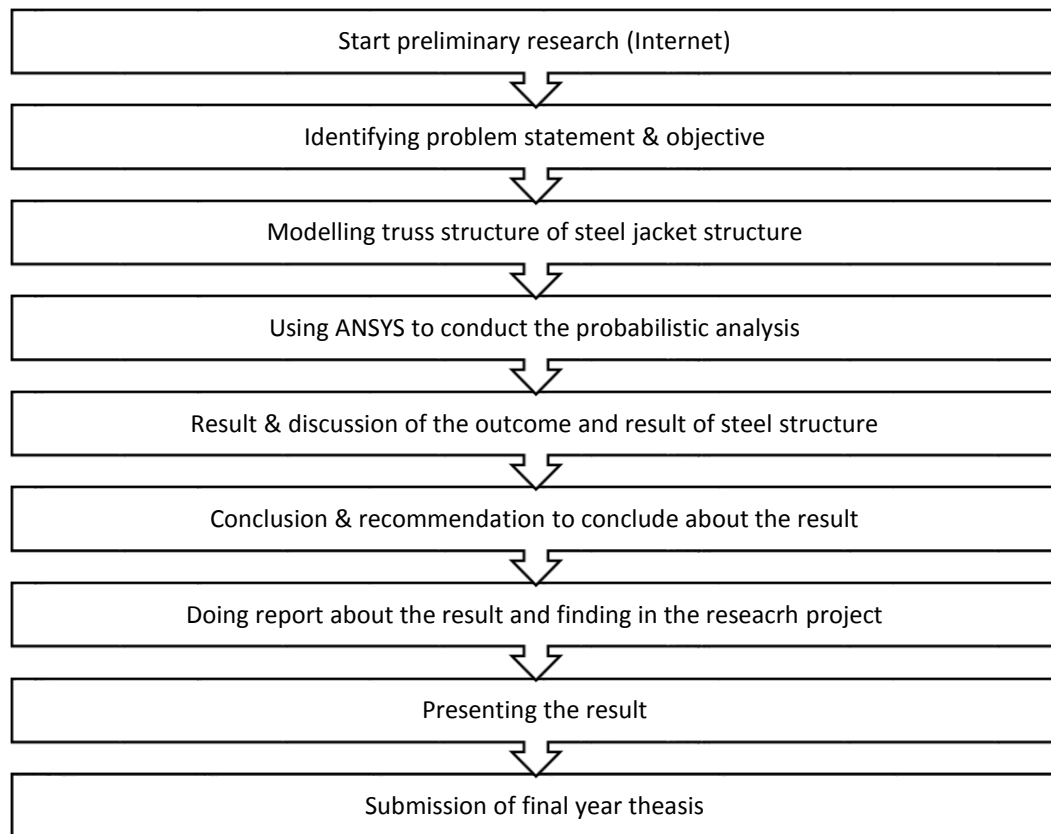 Start preliminary research (Internet)
Identifying problem statement & objective
Modelling truss structure of steel jacket structure
Using ANSYS to conduct the probabilistic analysis
Result & discussion of the outcome and result of steel structure
Conclusion & recommendation to conclude about the result
Doing report about the result and finding in the reseacrh project
Presenting the result
Submission of final year theasis